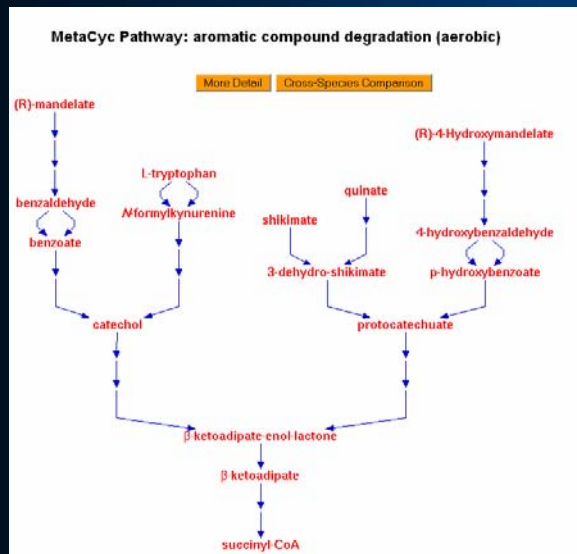 MetaCyc Pathway: aromatic compound degradation (aerobic)
More Detail Cross-Species Comparison
(R)-mandelate
(R)-4-Hydroxymandelate
L-tryptophan
quinate
benzaldehyde
N-formylkynurenine
shikimate
4-hydroxybenzaldehyde
benzoate
3-dehydro-shikimate
p-hydroxybenzoate
catechol
protocatechuate
β-ketoadipate-enol-lactone
β-ketoadipate
succinyl-CoA